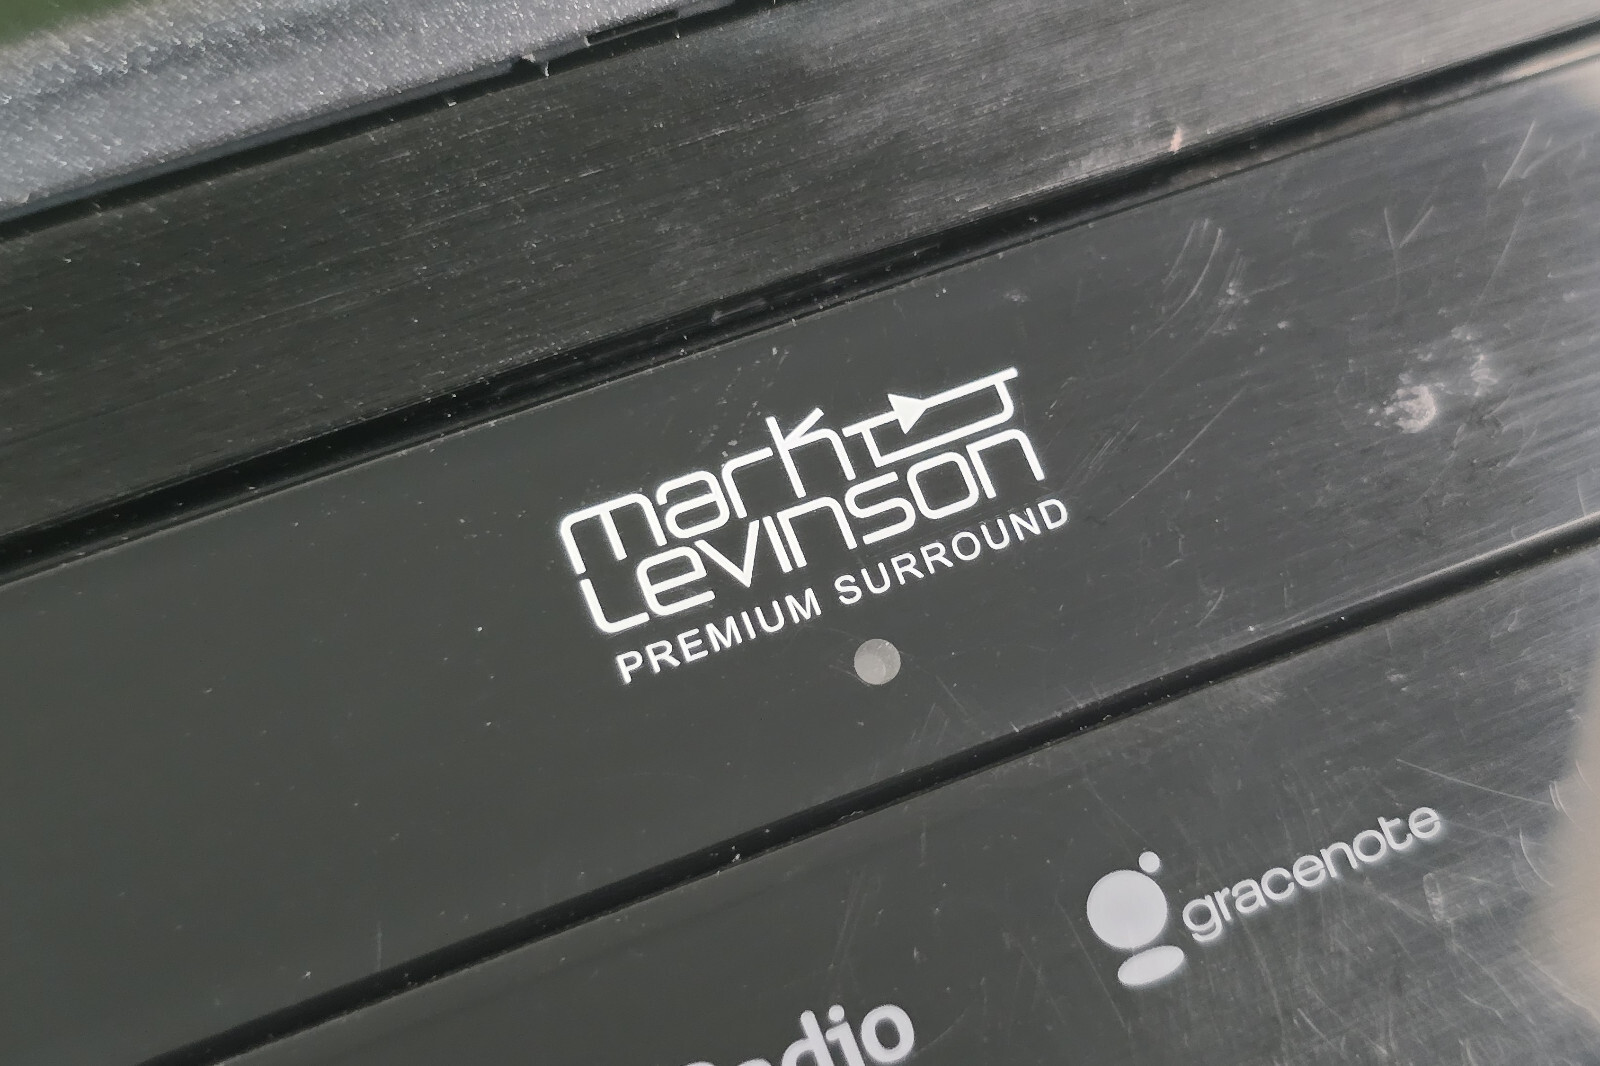 mark
Levinson
PREMIUM SURROUND
gracenote